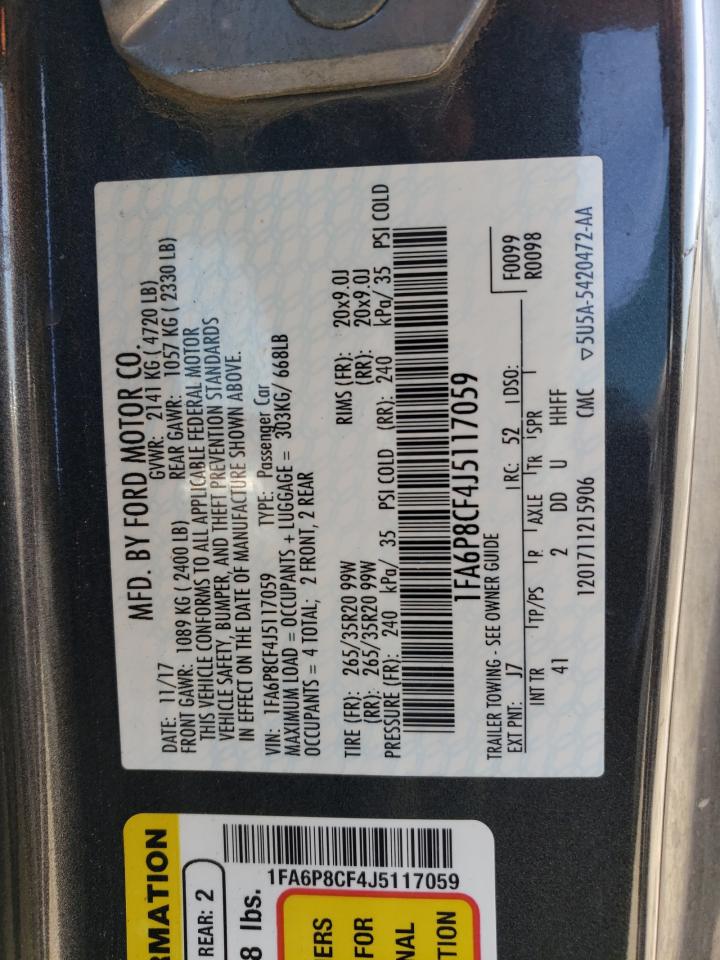 MFD. BY FORD MOTOR CO.
DATE: 11/17 GVWR: 2141 KG ( 4720 LB)
FRONT GAWR: 1089 KG ( 2400 LB) REAR GAWR: 1057 KG ( 2330 LB)
THIS VEHICLE CONFORMS TO ALL APPLICABLE FEDERAL MOTOR
VEHICLE SAFETY, BUMPER, AND THEFT PREVENTION STANDARDS
IN EFFECT ON THE DATE OF MANUFACTURE SHOWN ABOVE.
VIN: 1FA6P8CF4J5117059 TYPE: Passenger Car
MAXIMUM LOAD = OCCUPANTS + LUGGAGE = 303KG/ 668LB
OCCUPANTS = 4 TOTAL; 2 FRONT, 2 REAR
TIRE (FR): 265/35R20 99W RIMS (FR): 20x9.0J
(RR): 265/35R20 99W (RR): 20x9.0J
PRESSURE (FR): 240 kPa/ 35 PSI COLD (RR): 240 kPa/ 35 PSI COLD
1FA6P8CF4J5117059
TRAILER TOWING - SEE OWNER GUIDE F0099
EXT PNT: J7 RC: 52 DSO: R0098
INT TR TP/PS R AXLE TR SPR
41 2 DD U HHFF
1201711215906 CMC ▽5U5A-5420472-AA
RMATION
REAR: 2
1FA6P8CF4J5117059
8 lbs.
ERS
FOR
NAL
TION